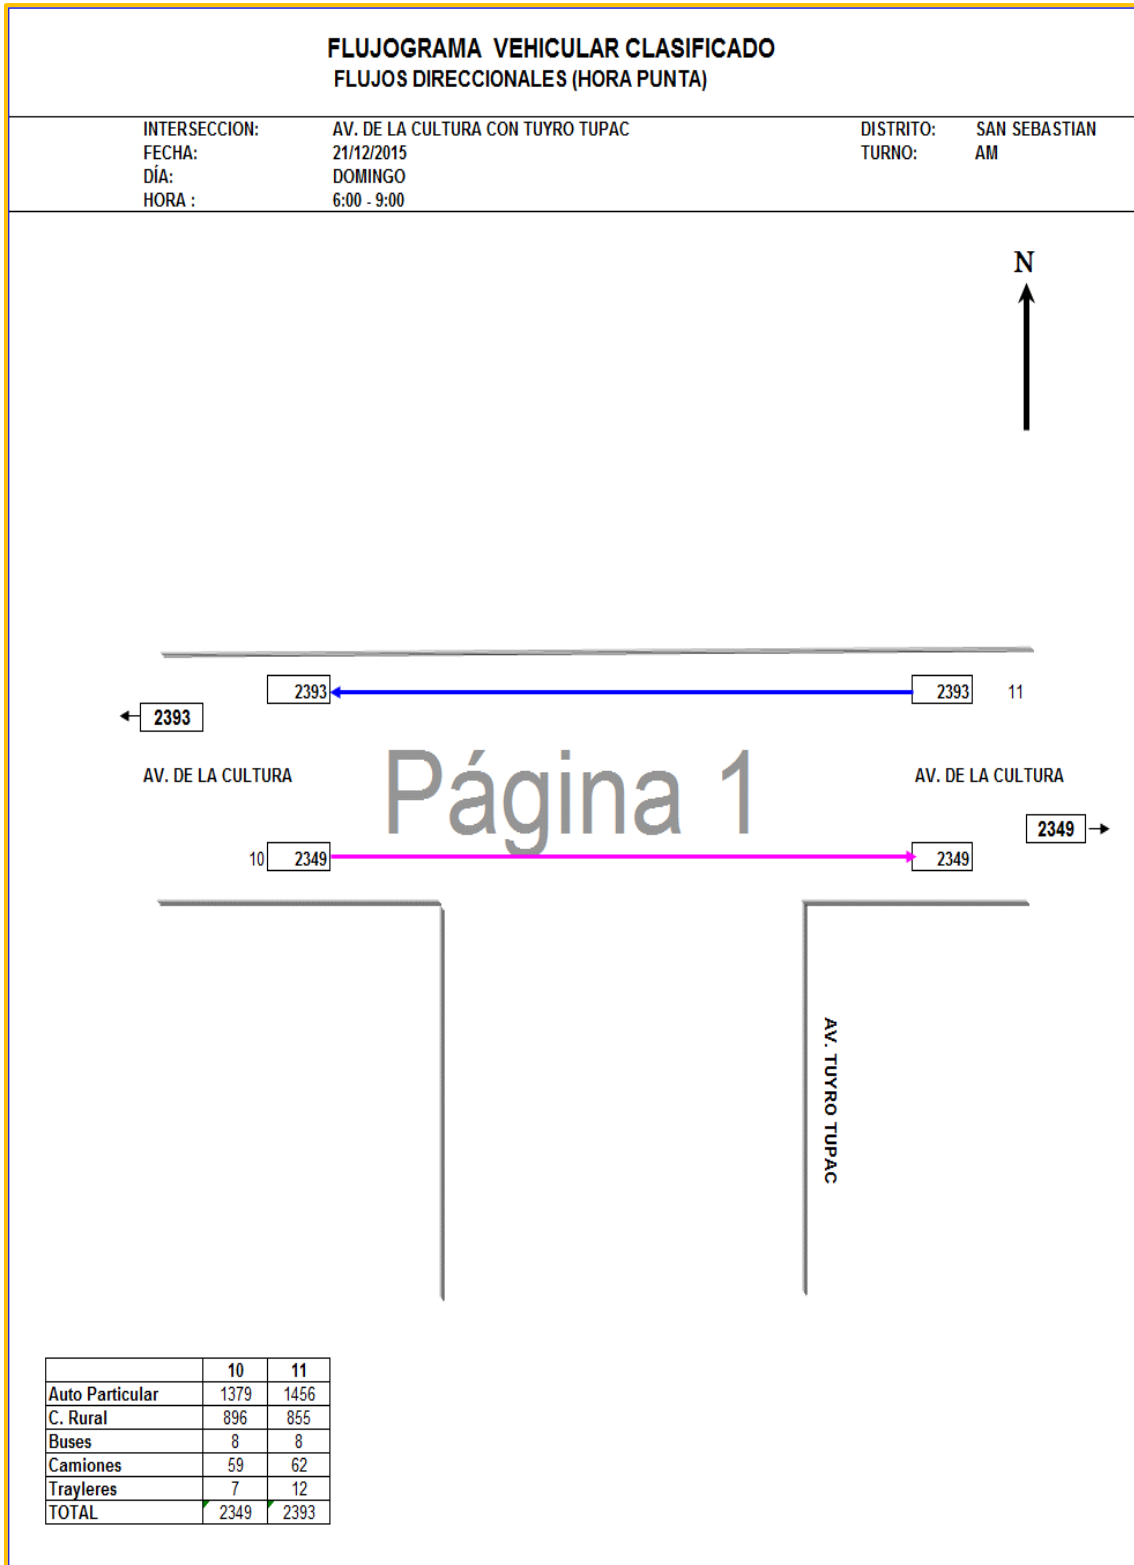 FLUJOGRAMA VEHICULAR CLASIFICADO
FLUJOS DIRECCIONALES (HORA PUNTA)
INTERSECCION: AV. DE LA CULTURA CON TUYRO TUPAC DISTRITO: SAN SEBASTIAN
FECHA: 21/12/2015 TURNO: AM
DÍA: DOMINGO
HORA : 6:00 - 9:00
N
2393 2393 11
2393
AV. DE LA CULTURA AV. DE LA CULTURA
Página 1
2349
10 2349 2349
AV. TUYRO TUPAC
10 11
Auto Particular 1379 1456
C. Rural 896 855
Buses 8 8
Camiones 59 62
Trayleres 7 12
TOTAL 2349 2393